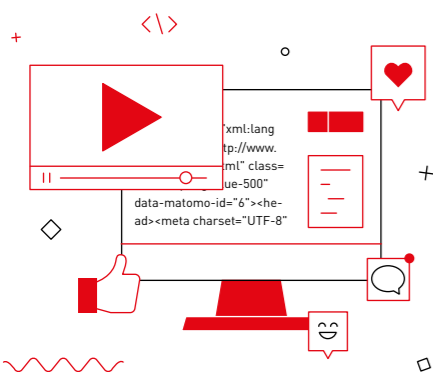 "xml:lang
tp://www.
ml" class=
ue-500"
data-matomo-id="6"><he-
ad><meta charset="UTF-8"